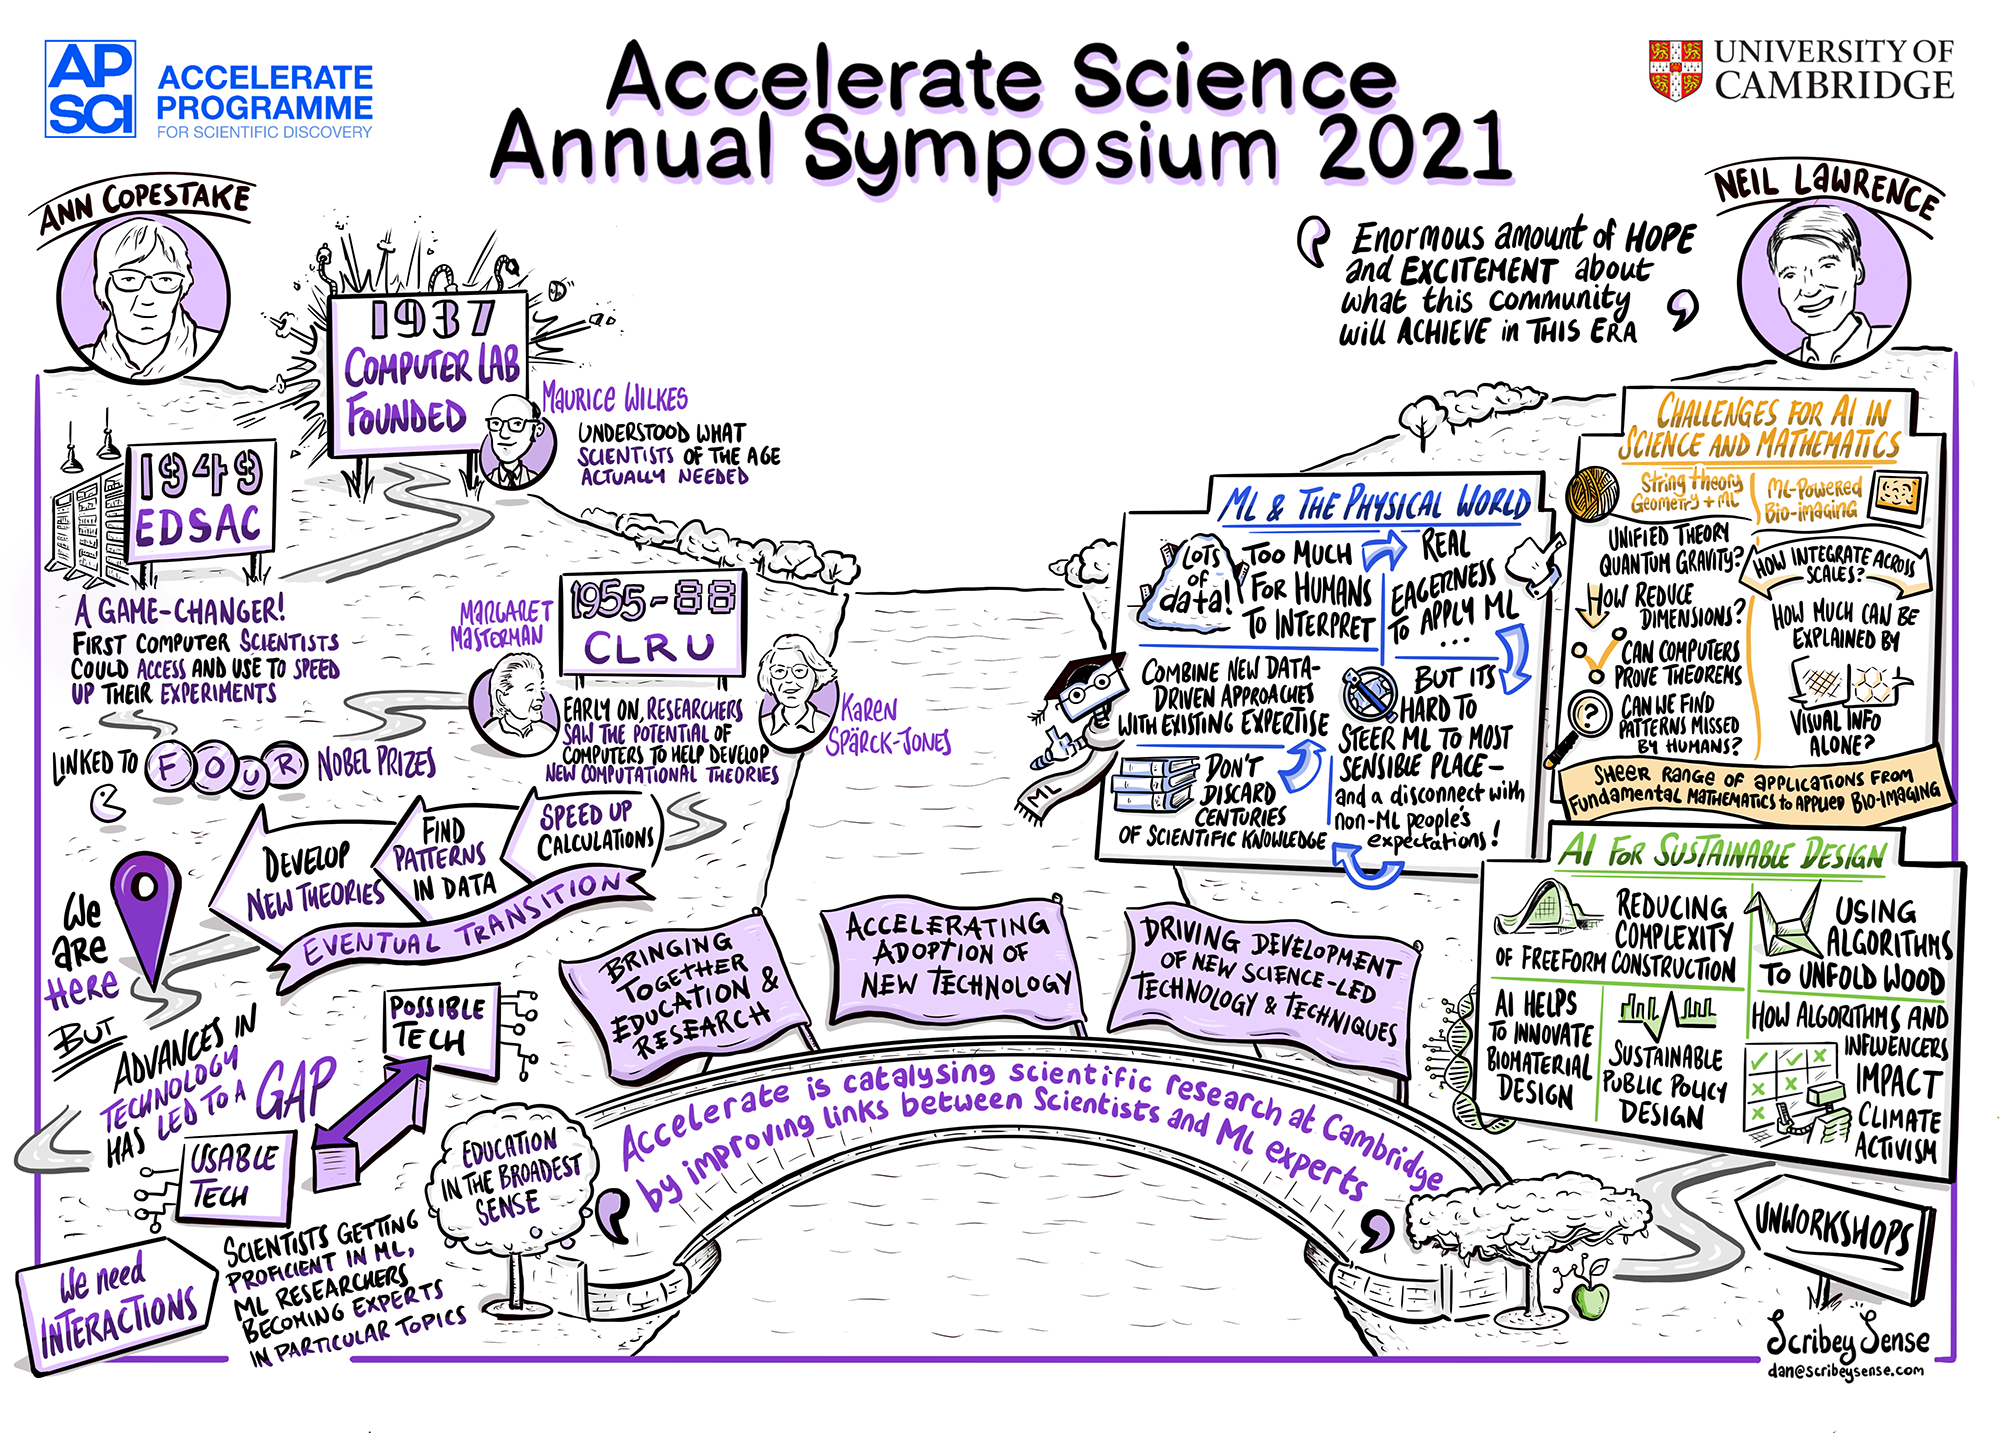 AP
SCI
ACCELERATE
PROGRAMME
FOR SCIENTIFIC DISCOVERY
Accelerate Science
Annual Symposium 2021
UNIVERSITY OF
CAMBRIDGE
ANN COPESTAKE
1937
COMPUTER LAB
FOUNDED
MAURICE WILKES
UNDERSTOOD WHAT
SCIENTISTS OF THE AGE
ACTUALLY NEEDED
1949
EDSAC
A GAME-CHANGER!
FIRST COMPUTER SCIENTISTS
COULD ACCESS AND USE TO SPEED
UP THEIR EXPERIMENTS
MARGARET
MASTERMAN
1955-88
CLRU
KAREN
SPÄRCK-JONES
EARLY ON, RESEARCHERS
SAW THE POTENTIAL OF
COMPUTERS TO HELP DEVELOP
NEW COMPUTATIONAL THEORIES
LINKED TO FOUR NOBEL PRIZES
SPEED UP
CALCULATIONS
FIND
PATTERNS
IN DATA
DEVELOP
NEW THEORIES
EVENTUAL TRANSITION
We
are
Here
BUT
ADVANCES IN
TECHNOLOGY
HAS LED TO A GAP
POSSIBLE
TECH
USABLE
TECH
We need
INTERACTIONS
SCIENTISTS GETTING
PROFICIENT IN ML,
ML RESEARCHERS
BECOMING EXPERTS
IN PARTICULAR TOPICS
EDUCATION
IN THE BROADEST
SENSE
BRINGING
TOGETHER
EDUCATION &
RESEARCH
ACCELERATING
ADOPTION OF
NEW TECHNOLOGY
DRIVING DEVELOPMENT
OF NEW SCIENCE-LED
TECHNOLOGY & TECHNIQUES
Accelerate is catalysing scientific research at Cambridge
by improving links between Scientists and ML experts
NEIL LAWRENCE
Enormous amount of HOPE
and EXCITEMENT about
what this community
will ACHIEVE in THIS ERA
ML & THE PHYSICAL WORLD
LOTS
OF
data!
TOO MUCH
FOR HUMANS
TO INTERPRET
REAL
EAGERNESS
TO APPLY ML
...
BUT ITS
HARD TO
STEER ML TO MOST
SENSIBLE PLACE –
and a disconnect with
non-ML people's
expectations!
COMBINE NEW DATA-
DRIVEN APPROACHES
WITH EXISTING EXPERTISE
DON'T
DISCARD
CENTURIES
OF SCIENTIFIC KNOWLEDGE
ML
CHALLENGES FOR AI IN
SCIENCE AND MATHEMATICS
String theory
Geometry + ML
UNIFIED THEORY
QUANTUM GRAVITY?
HOW REDUCE
DIMENSIONS?
CAN COMPUTERS
PROVE THEOREMS
?
CAN WE FIND
PATTERNS MISSED
BY HUMANS?
ML-Powered
Bio-imaging
HOW INTEGRATE ACROSS
SCALES?
HOW MUCH CAN BE
EXPLAINED BY
VISUAL INFO
ALONE?
SHEER RANGE OF APPLICATIONS FROM
FUNDAMENTAL MATHEMATICS TO APPLIED BIO-IMAGING
AI FOR SUSTAINABLE DESIGN
REDUCING
COMPLEXITY
OF FREEFORM CONSTRUCTION
USING
ALGORITHMS
TO UNFOLD WOOD
AI HELPS
TO INNOVATE
BIOMATERIAL
DESIGN
SUSTAINABLE
PUBLIC POLICY
DESIGN
HOW ALGORITHMS AND
INFLUENCERS
IMPACT
CLIMATE
ACTIVISM
UNWORKSHOPS
Scribey Sense
dan@scribeysense.com